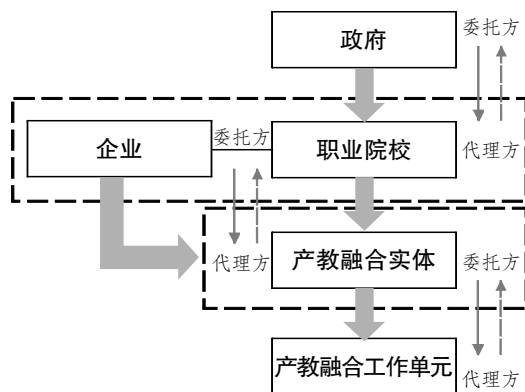 政府
委托方
企业
委托方
职业院校
代理方
代理方
产教融合实体
委托方
产教融合工作单元
代理方